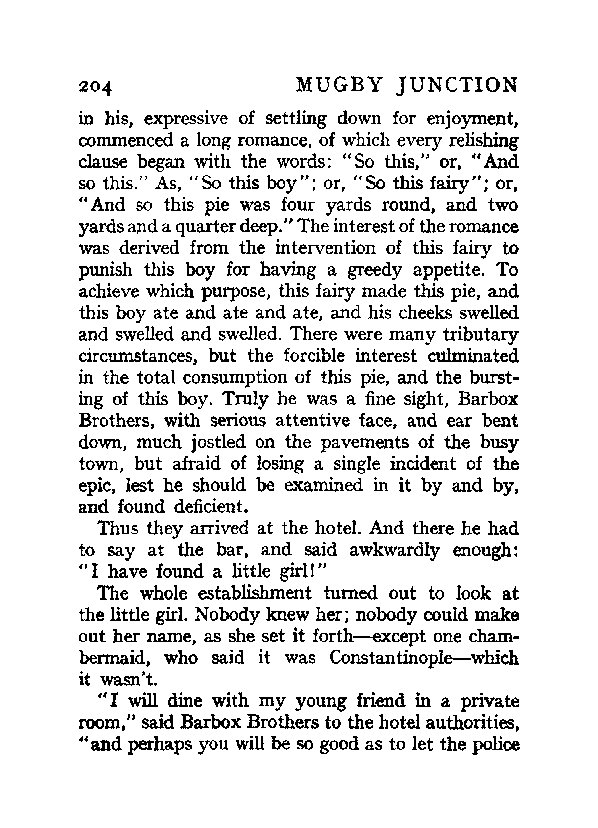 204 MUGBY JUNCTION
in his, expressive of settling down for enjoyment,
commenced a long romance, of which every relishing
clause began with the words: "So this," or, "And
so this." As, "So this boy"; or, "So this fairy"; or,
"And so this pie was four yards round, and two
yards and a quarter deep." The interest of the romance
was derived from the intervention of this fairy to
punish this boy for having a greedy appetite. To
achieve which purpose, this fairy made this pie, and
this boy ate and ate and ate, and his cheeks swelled
and swelled and swelled. There were many tributary
circumstances, but the forcible interest culminated
in the total consumption of this pie, and the burst-
ing of this boy. Truly he was a fine sight, Barbox
Brothers, with serious attentive face, and ear bent
down, much jostled on the pavements of the busy
town, but afraid of losing a single incident of the
epic, lest he should be examined in it by and by,
and found deficient.
Thus they arrived at the hotel. And there he had
to say at the bar, and said awkwardly enough:
"I have found a little girl!"
The whole establishment turned out to look at
the little girl. Nobody knew her; nobody could make
out her name, as she set it forth—except one cham-
bermaid, who said it was Constantinople—which
it wasn't.
"I will dine with my young friend in a private
room," said Barbox Brothers to the hotel authorities,
"and perhaps you will be so good as to let the police